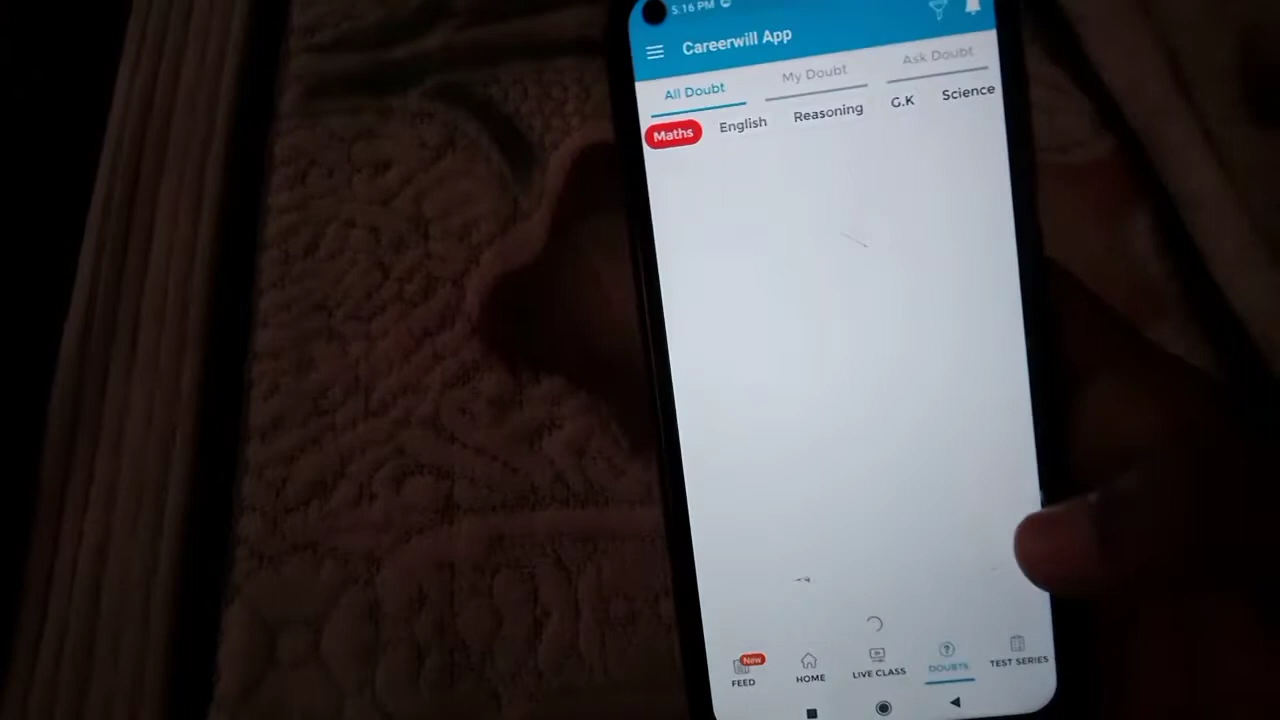 5:16 PM
Careerwill App
All Doubt My Doubt Ask Doubt
Maths English Reasoning G.K Science
New
FEED HOME LIVE CLASS DOUBTS TEST SERIES